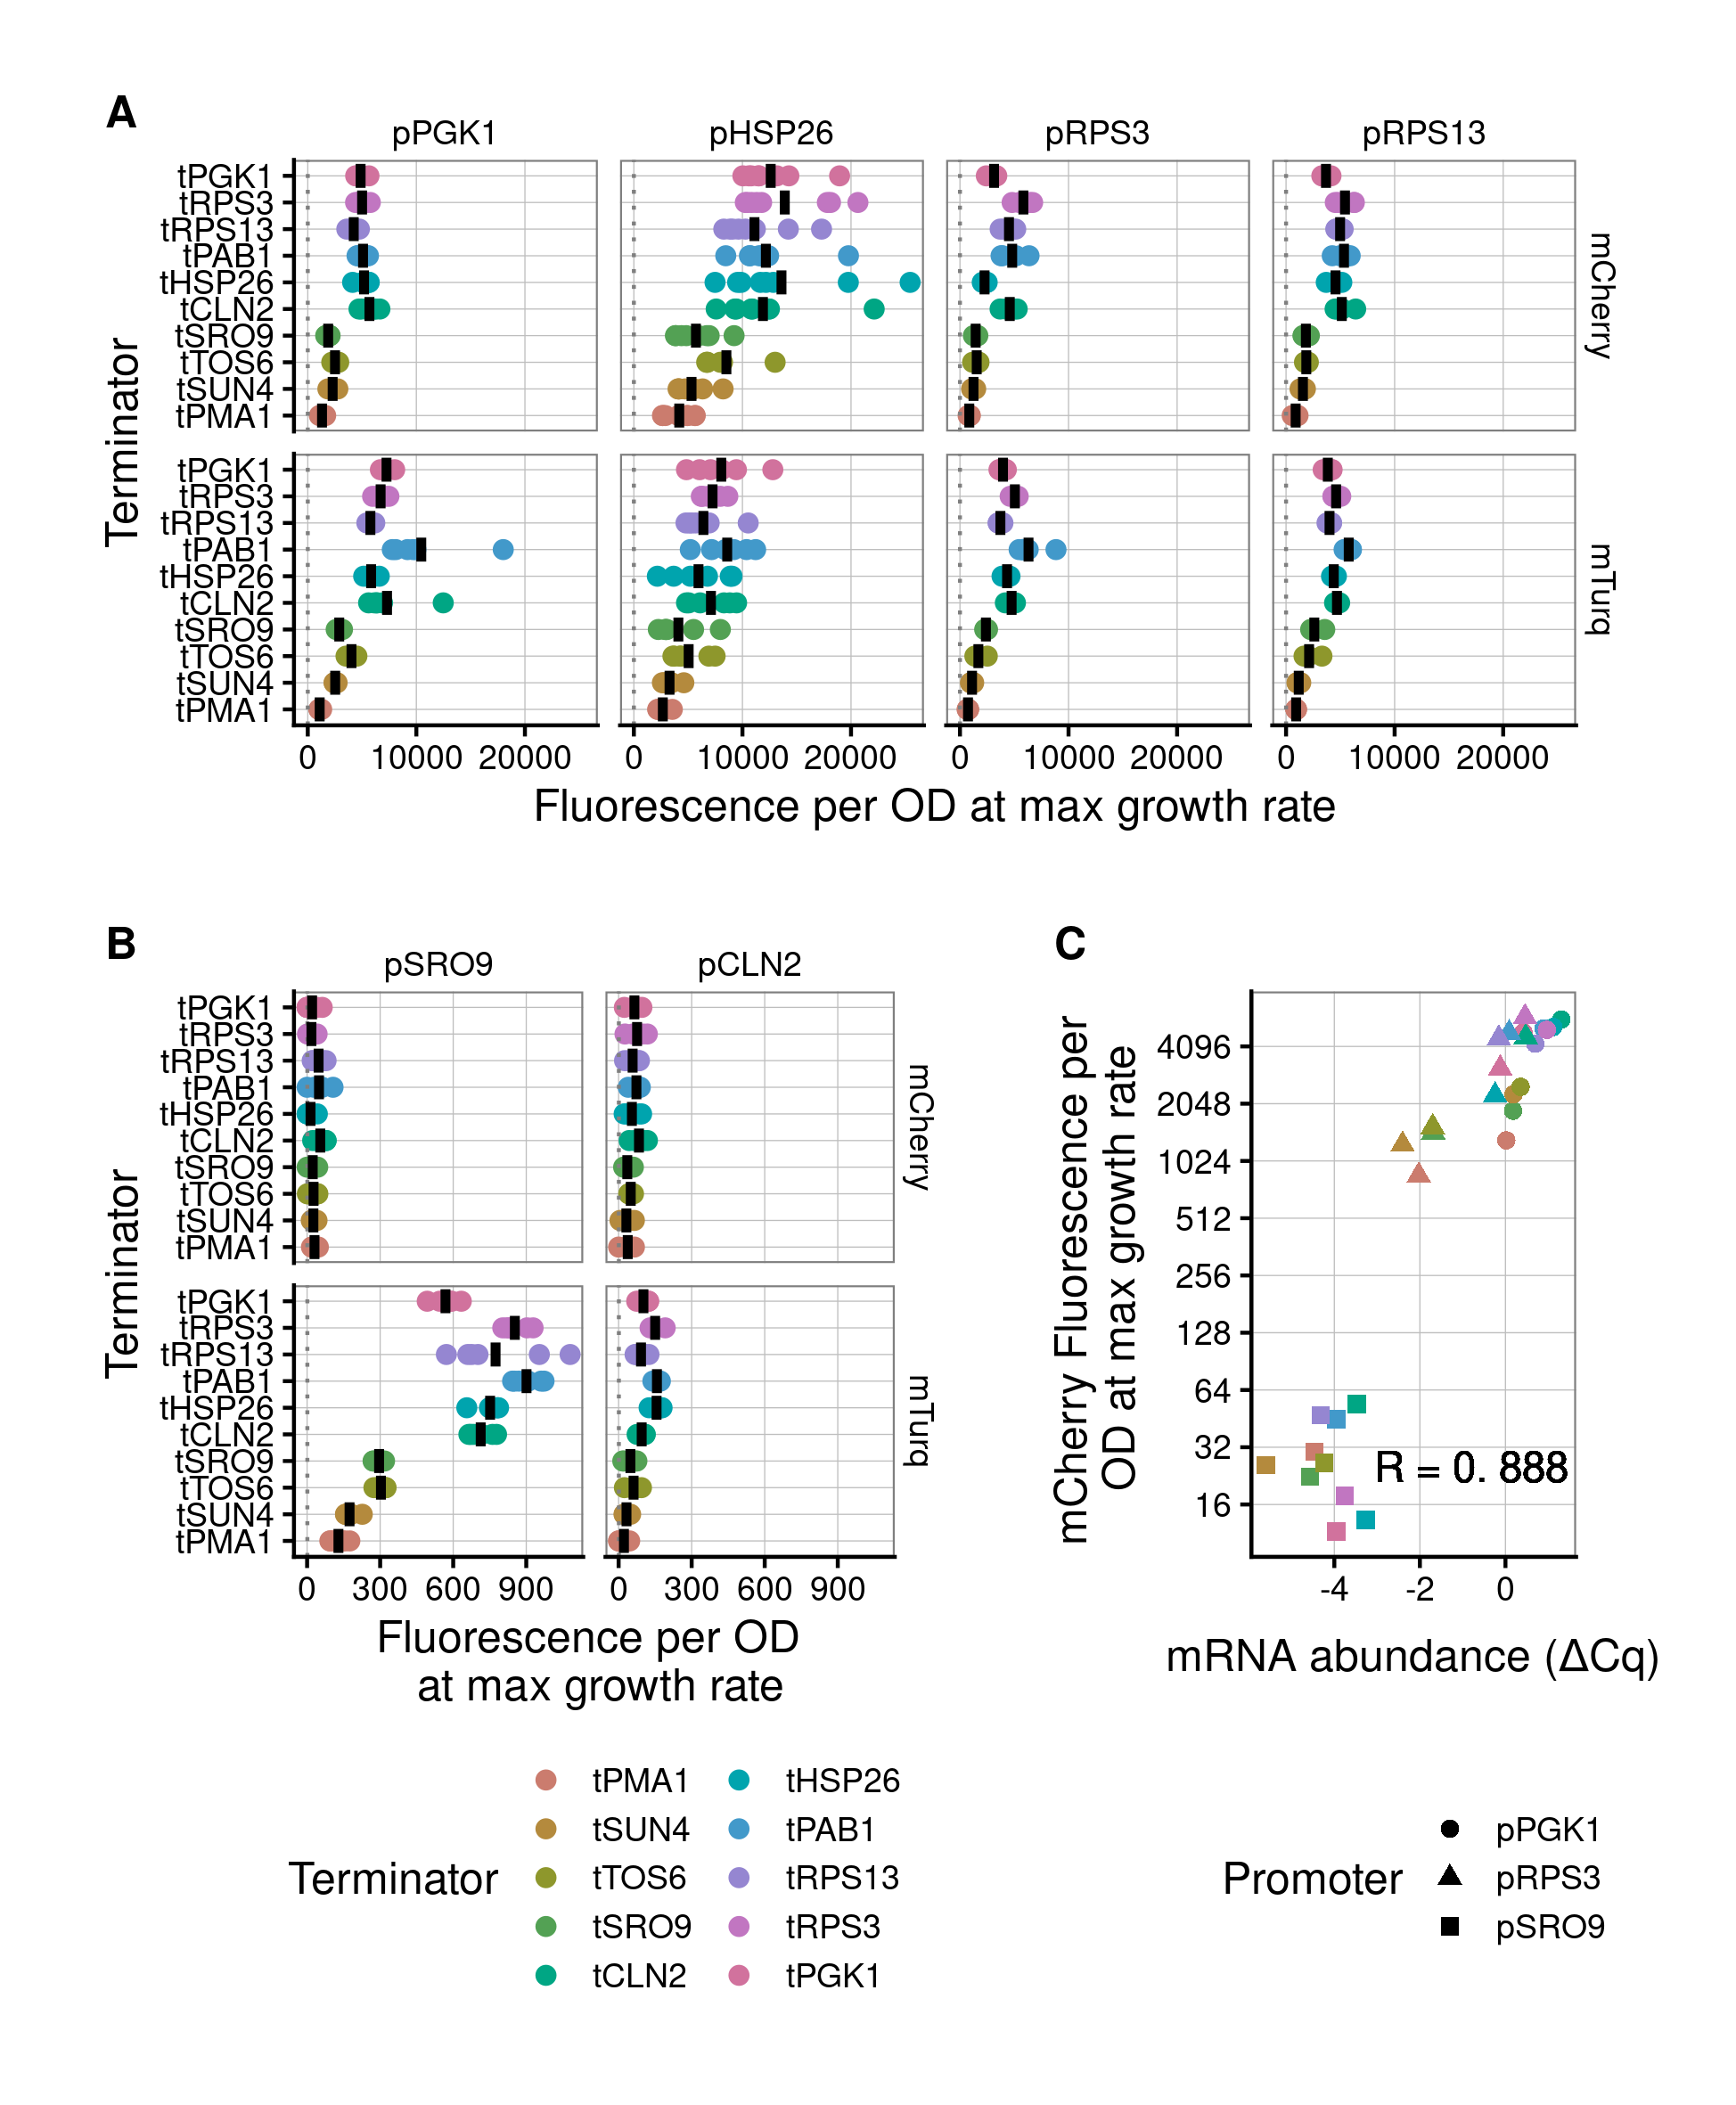 A
pPGK1 pHSP26 pRPS3 pRPS13
Terminator
tPGK1
tRPS3
tRPS13
tPAB1
tHSP26
tCLN2
tSRO9
tTOS6
tSUN4
tPMA1
mCherry
tPGK1
tRPS3
tRPS13
tPAB1
tHSP26
tCLN2
tSRO9
tTOS6
tSUN4
tPMA1
mTurq
0 10000 20000 0 10000 20000 0 10000 20000 0 10000 20000
Fluorescence per OD at max growth rate
B
pSRO9 pCLN2
Terminator
tPGK1
tRPS3
tRPS13
tPAB1
tHSP26
tCLN2
tSRO9
tTOS6
tSUN4
tPMA1
mCherry
tPGK1
tRPS3
tRPS13
tPAB1
tHSP26
tCLN2
tSRO9
tTOS6
tSUN4
tPMA1
mTurq
0 300 600 900 0 300 600 900
Fluorescence per OD
at max growth rate
C
mCherry Fluorescence per
OD at max growth rate
4096
2048
1024
512
256
128
64
32
16
R = 0. 888
-4 -2 0
mRNA abundance (ΔCq)
Terminator
tPMA1
tSUN4
tTOS6
tSRO9
tCLN2
tHSP26
tPAB1
tRPS13
tRPS3
tPGK1
Promoter
pPGK1
pRPS3
pSRO9